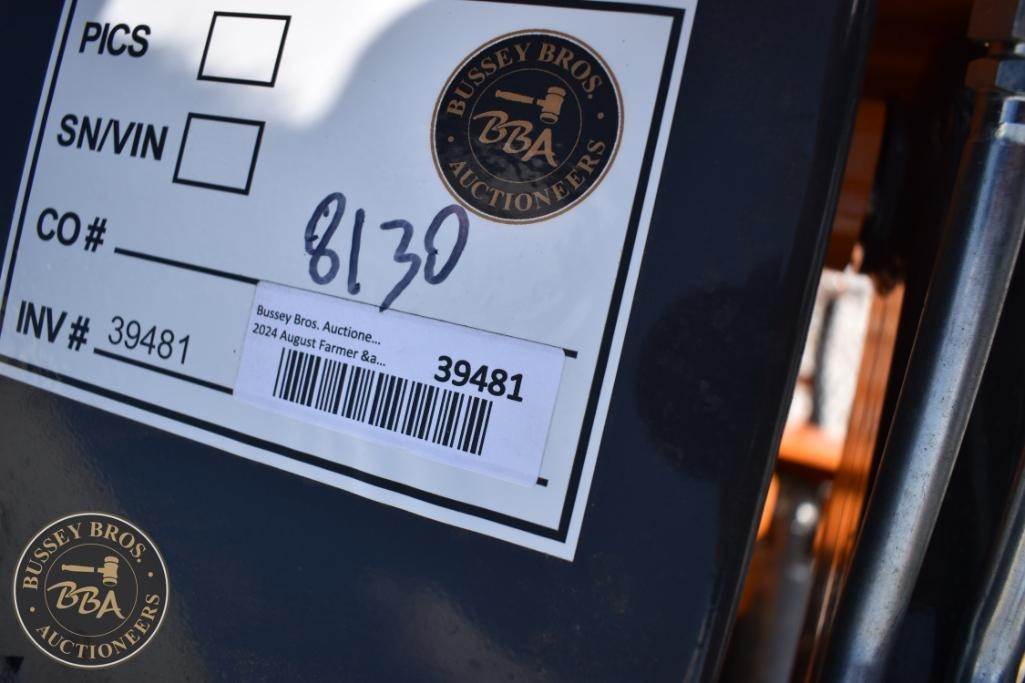 PICS
BUSSEY BROS.
BBA
AUCTIONEERS
SN/VIN
CO #
8130
INV # 39481
Bussey Bros. Auctione...
2024 August Farmer &a...
39481
BUSSEY BROS.
BBA
AUCTIONEERS